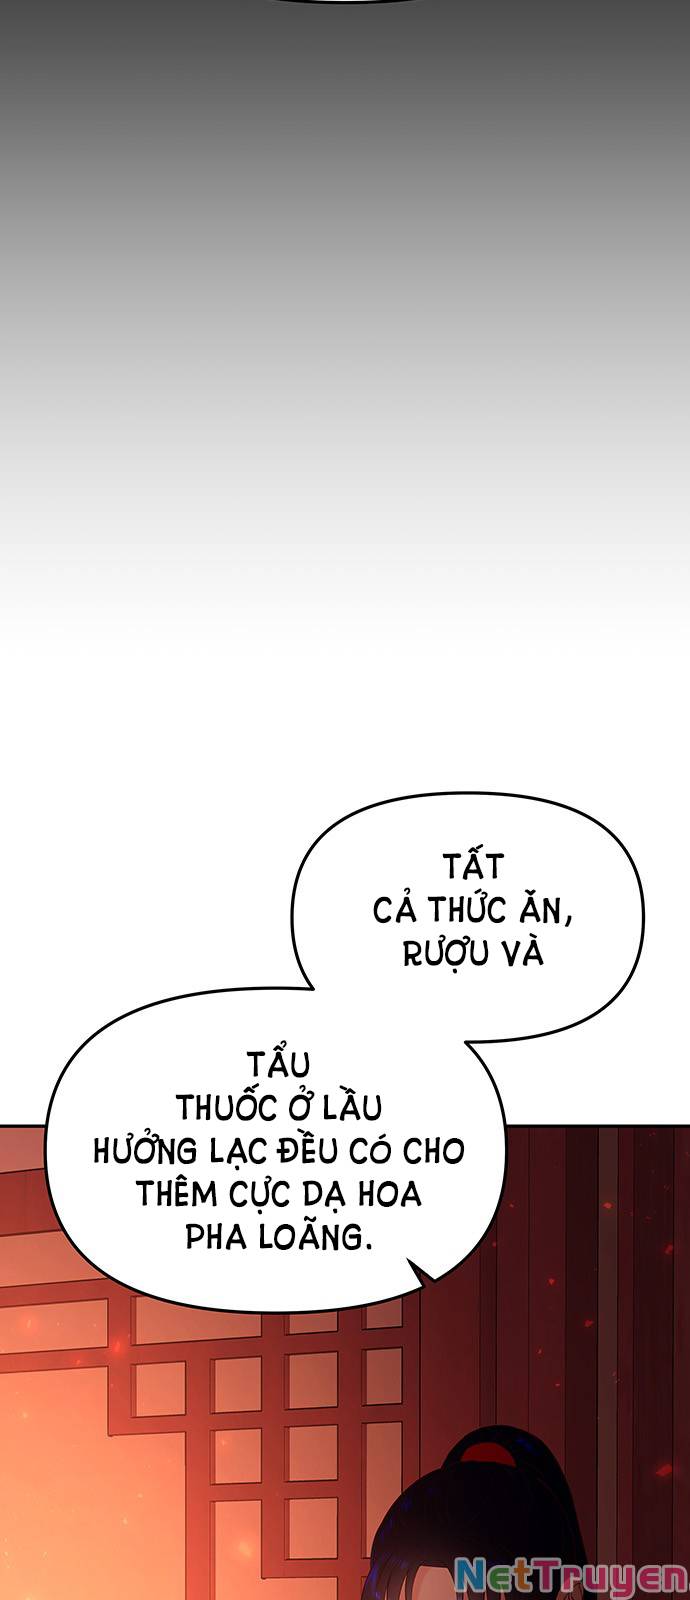 TẤT
CẢ THỨC ĂN,
RƯỢU VÀ
TẨU
THUỐC Ở LẦU
HƯỞNG LẠC ĐỀU CÓ CHO
THÊM CỰC DẠ HOA
PHA LOÃNG.
NetTruyen